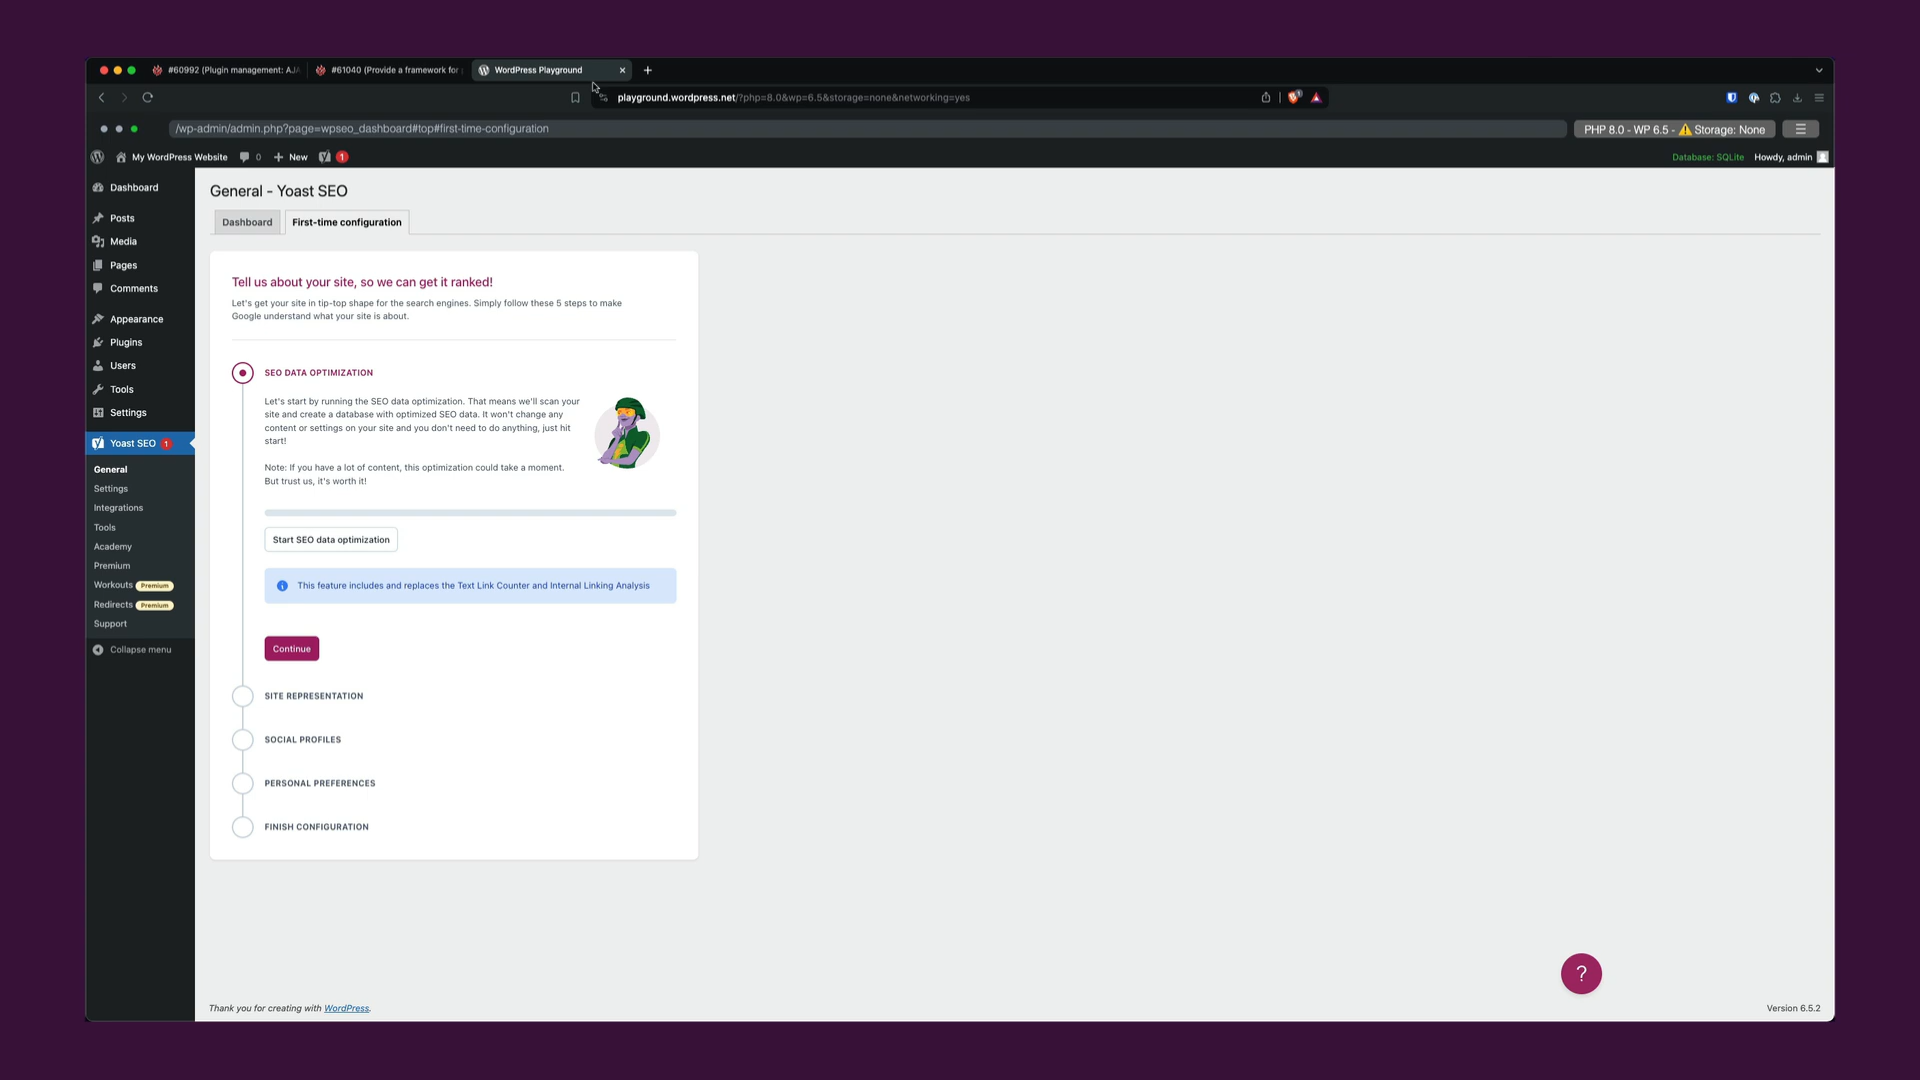 #60992 (Plugin management: AJA
#61040 (Provide a framework for
WordPress Playground
playground.wordpress.net/?php=8.0&wp=6.5&storage=none&networking=yes
/wp-admin/admin.php?page=wpseo_dashboard#top#first-time-configuration
PHP 8.0 - WP 6.5 - ⚠️ Storage: None
My WordPress Website
0
+ New
1
Database: SQLite
Howdy, admin
Dashboard
Posts
Media
Pages
Comments
Appearance
Plugins
Users
Tools
Settings
Yoast SEO 1
General
Settings
Integrations
Tools
Academy
Premium
Workouts Premium
Redirects Premium
Support
Collapse menu
General - Yoast SEO
Dashboard
First-time configuration
Tell us about your site, so we can get it ranked!
Let's get your site in tip-top shape for the search engines. Simply follow these 5 steps to make
Google understand what your site is about.
SEO DATA OPTIMIZATION
Let's start by running the SEO data optimization. That means we'll scan your
site and create a database with optimized SEO data. It won't change any
content or settings on your site and you don't need to do anything, just hit
start!
Note: If you have a lot of content, this optimization could take a moment.
But trust us, it's worth it!
Start SEO data optimization
This feature includes and replaces the Text Link Counter and Internal Linking Analysis
Continue
SITE REPRESENTATION
SOCIAL PROFILES
PERSONAL PREFERENCES
FINISH CONFIGURATION
?
Thank you for creating with WordPress.
Version 6.5.2